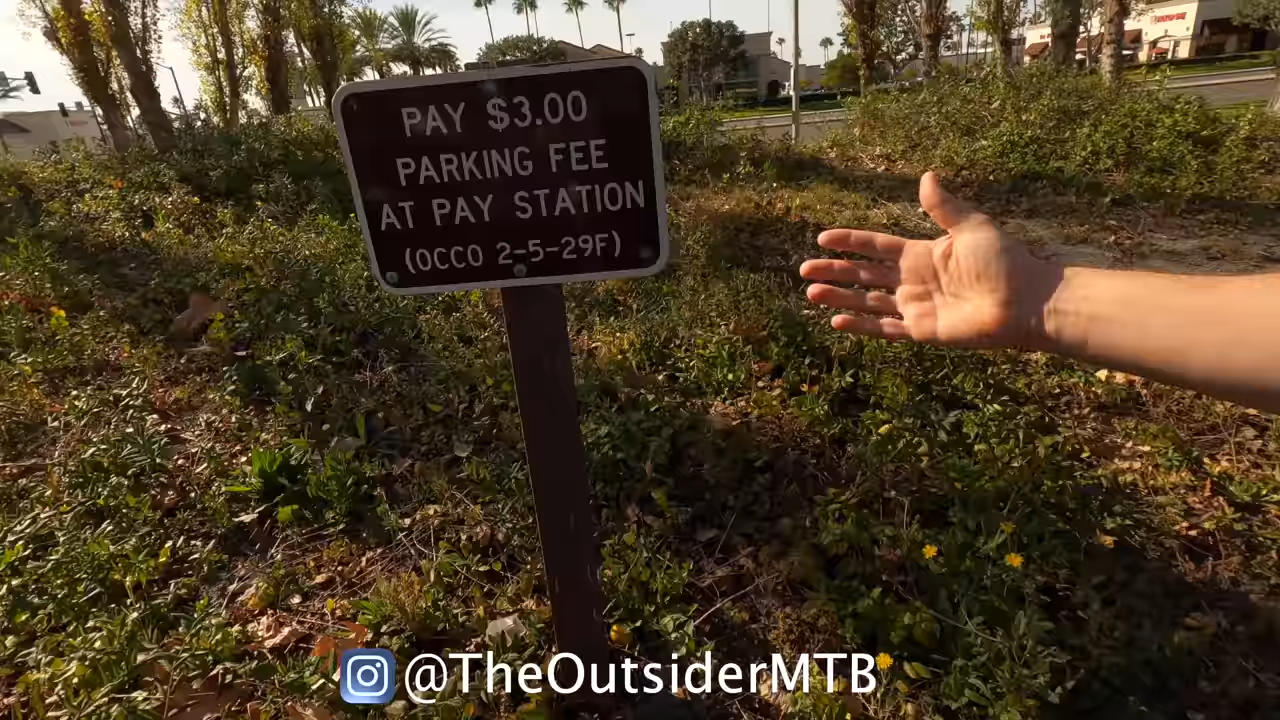 PAY $3.00
PARKING FEE
AT PAY STATION
(OCCO 2-5-29F)
@TheOutsiderMTB